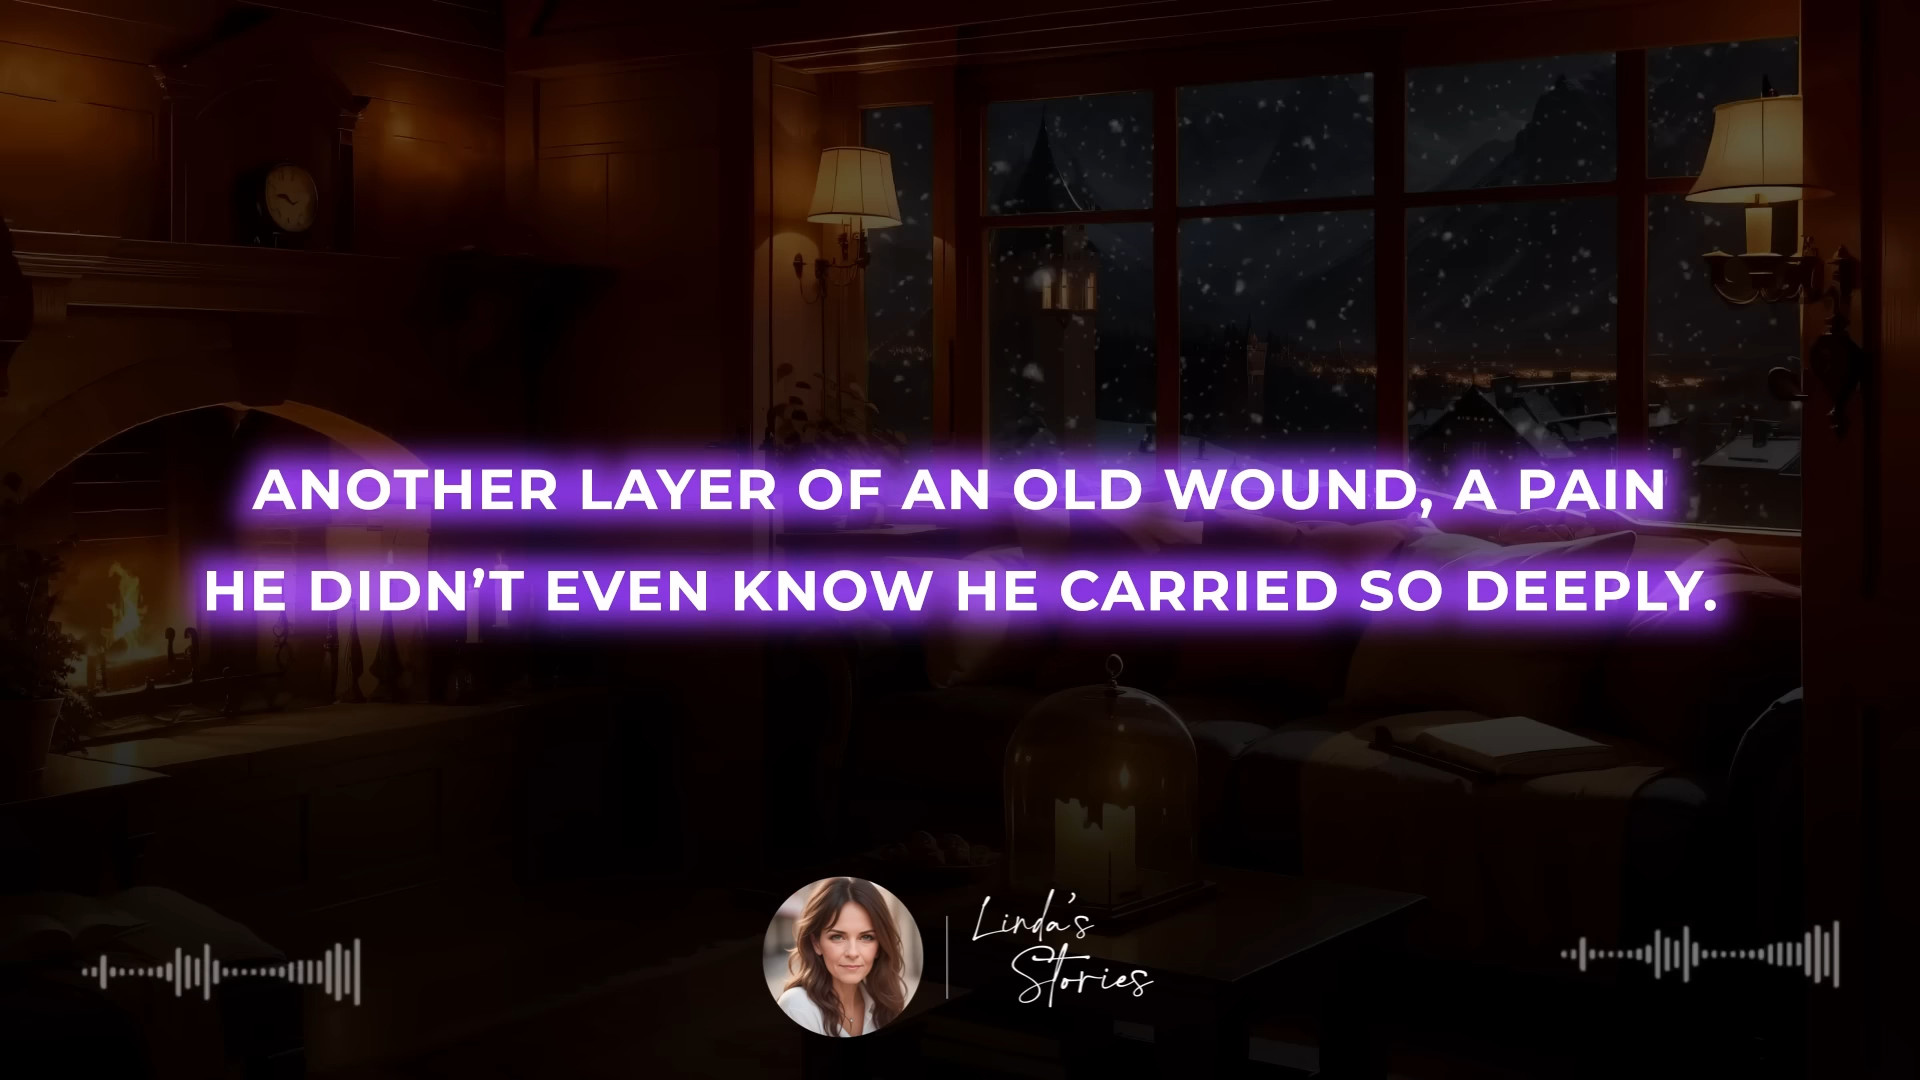 ANOTHER LAYER OF AN OLD WOUND, A PAIN
HE DIDN’T EVEN KNOW HE CARRIED SO DEEPLY.
Linda's
Stories